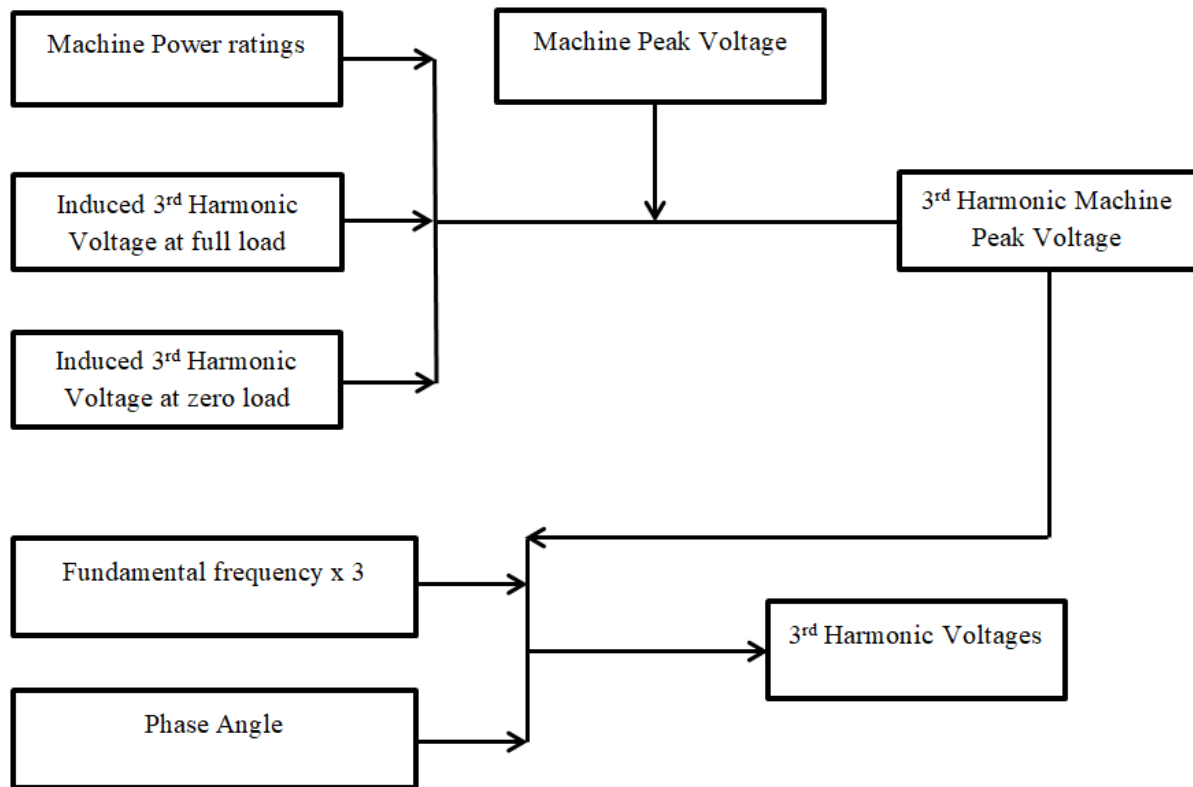 Machine Power ratings
Machine Peak Voltage
Induced 3rd Harmonic
Voltage at full load
3rd Harmonic Machine
Peak Voltage
Induced 3rd Harmonic
Voltage at zero load
Fundamental frequency x 3
3rd Harmonic Voltages
Phase Angle